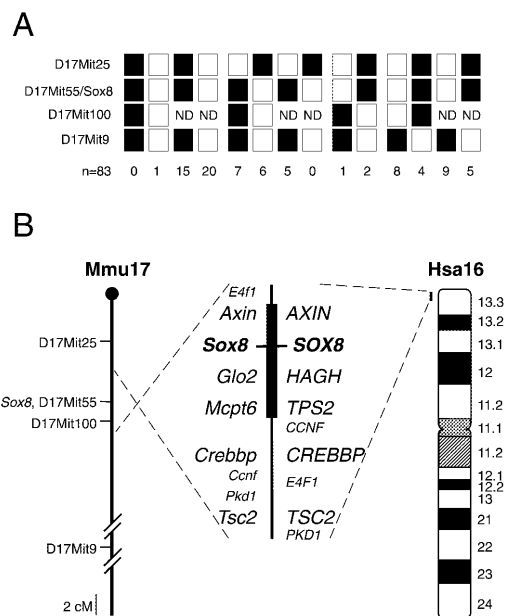 A
D17Mit25
D17Mit55/Sox8
D17Mit100 ND ND ND ND ND ND
D17Mit9
n=83 0 1 15 20 7 6 5 0 1 2 8 4 9 5
B
Mmu17
D17Mit25
Sox8, D17Mit55
D17Mit100
D17Mit9
2 cM
E4f1
Axin AXIN
Sox8 SOX8
Glo2 HAGH
Mcpt6 TPS2
CCNF
Crebbp CREBBP
Ccnf
E4F1
Pkd1
Tsc2 TSC2
PKD1
Hsa16
13.3
13.2
13.1
12
11.2
11.1
11.2
12.1
12.2
13
21
22
23
24